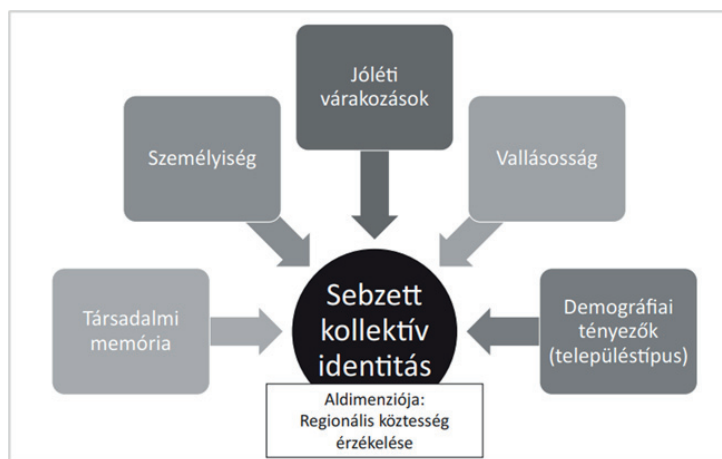 Jóléti
várakozások
Személyiség
Vallásosság
Társadalmi
memória
Sebzett
kollektív
identitás
Demográfiai
tényezők
(településtípus)
Aldimenziója:
Regionális köztesség
érzékelése